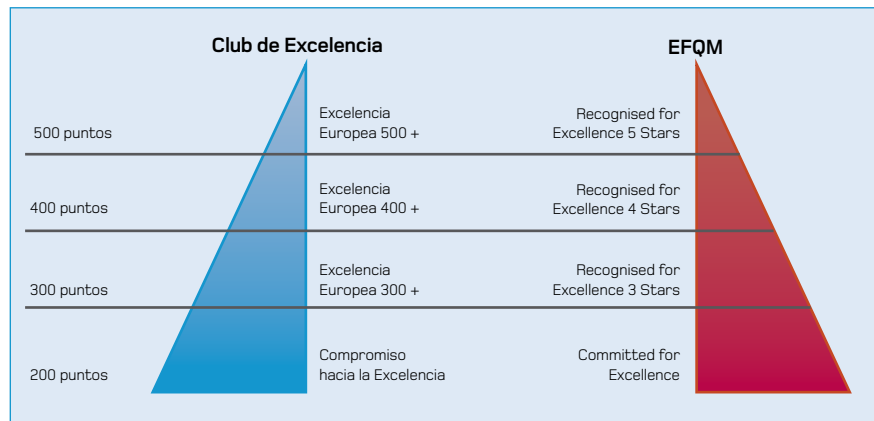 Club de Excelencia
EFQM
500 puntos
Excelencia
Europea 500 +
Recognised for
Excellence 5 Stars
400 puntos
Excelencia
Europea 400 +
Recognised for
Excellence 4 Stars
300 puntos
Excelencia
Europea 300 +
Recognised for
Excellence 3 Stars
200 puntos
Compromiso
hacia la Excelencia
Committed for
Excellence